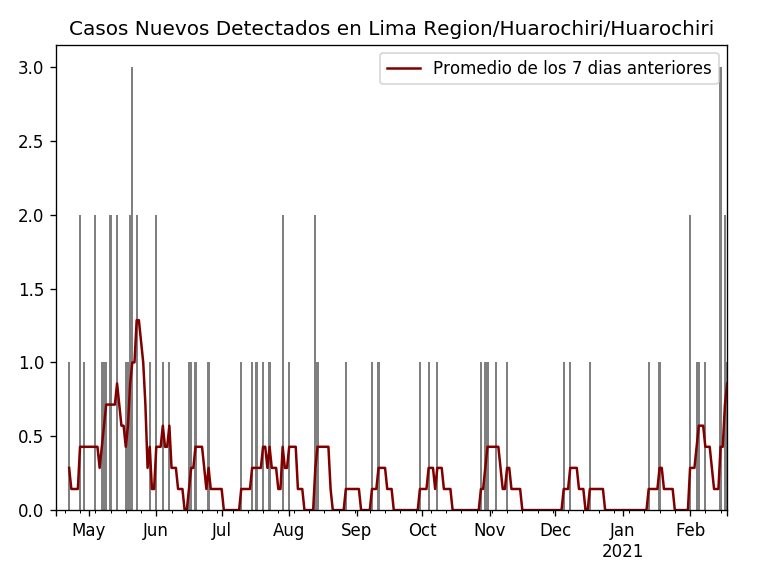 Casos Nuevos Detectados en Lima Region/Huarochiri/Huarochiri
Promedio de los 7 dias anteriores
3.0
2.5
2.0
1.5
1.0
0.5
0.0
May Jun Jul Aug Sep Oct Nov Dec Jan Feb
2021